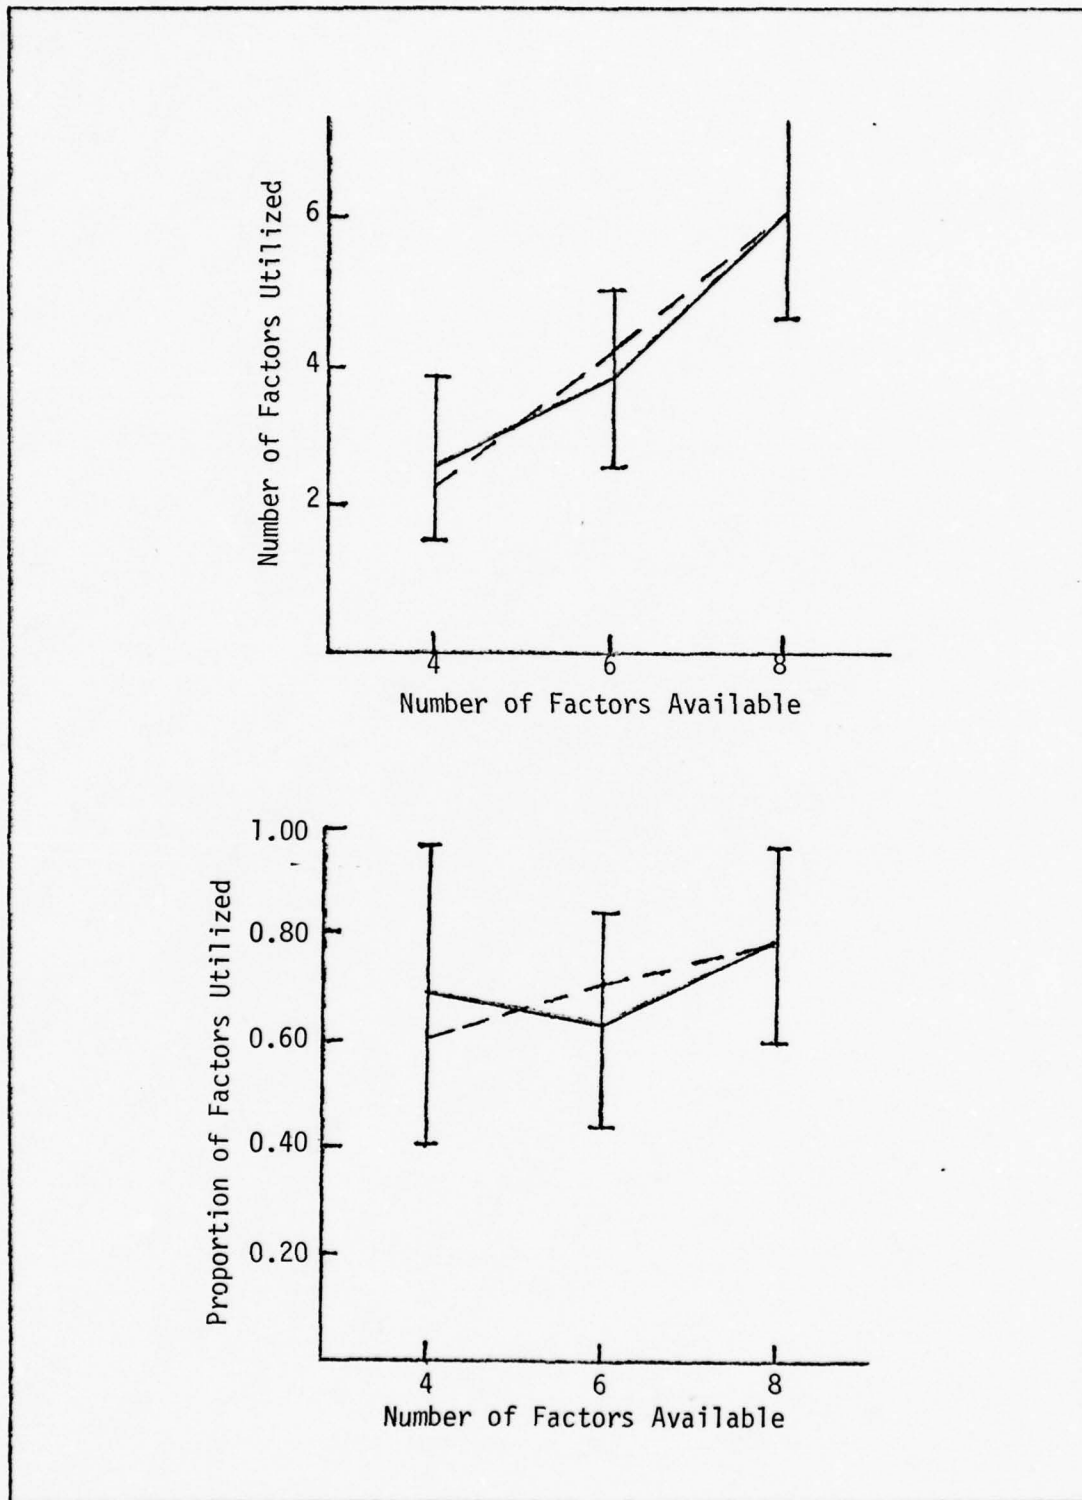 Number of Factors Utilized
6
4
2
4 6 8
Number of Factors Available
Proportion of Factors Utilized
1.00
0.80
0.60
0.40
0.20
4 6 8
Number of Factors Available